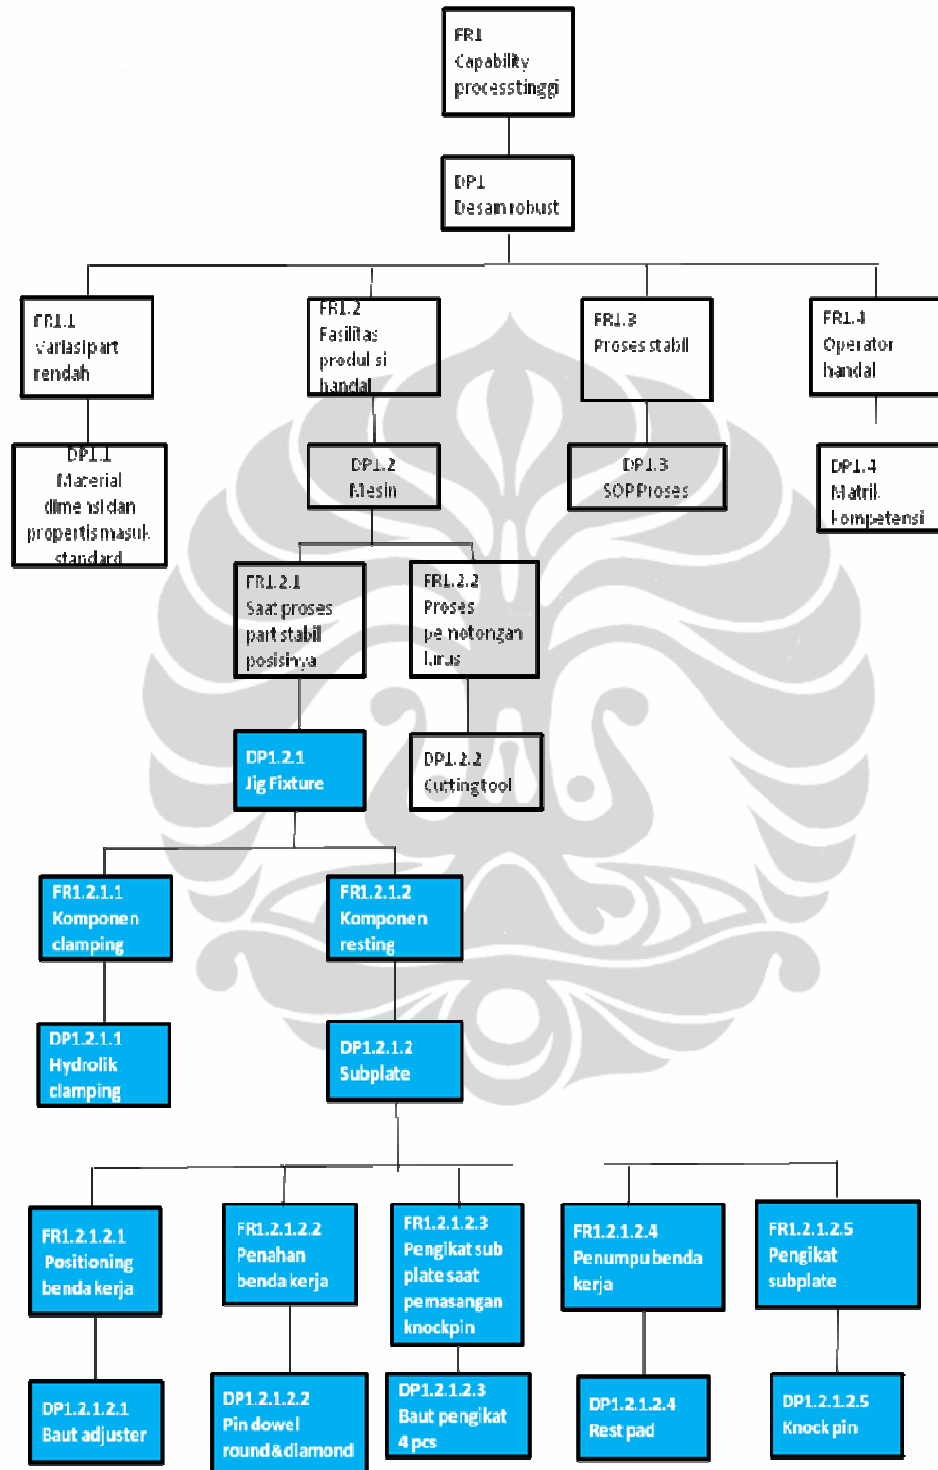 FR1
Capability
processtinggi
DP1
Desain robust
FR1.1
Variasi part
rendah
FR1.2
Fasilitas
produksi
handal
FR1.3
Proses stabil
FR1.4
Operator
handal
DP1.1
Material
dimensi dan
propertis masuk
standard
DP1.2
Mesin
DP1.3
SOP Proses
DP1.4
Matrik
kompetensi
FR1.2.1
Saat proses
part stabil
posisinya
FR1.2.2
Proses
pemotongan
lurus
DP1.2.1
Jig Fixture
DP1.2.2
Cutting tool
FR1.2.1.1
Komponen
clamping
FR1.2.1.2
Komponen
resting
DP1.2.1.1
Hydrolik
clamping
DP1.2.1.2
Subplate
FR1.2.1.2.1
Positioning
benda kerja
FR1.2.1.2.2
Penahan
benda kerja
FR1.2.1.2.3
Pengikat sub
plate saat
pemasangan
knockpin
FR1.2.1.2.4
Penumpu benda
kerja
FR1.2.1.2.5
Pengikat
subplate
DP1.2.1.2.1
Baut adjuster
DP1.2.1.2.2
Pin dowel
round&diamond
DP1.2.1.2.3
Baut pengikat
4 pcs
DP1.2.1.2.4
Rest pad
DP1.2.1.2.5
Knock pin